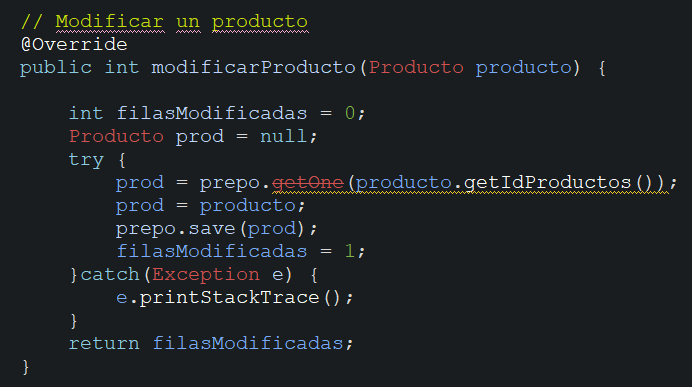 // Modificar un producto
@Override
public int modificarProducto(Producto producto) {
int filasModificadas = 0;
Producto prod = null;
try {
prod = prepo.getOne(producto.getIdProductos());
prod = producto;
prepo.save(prod);
filasModificadas = 1;
}catch(Exception e) {
e.printStackTrace();
}
return filasModificadas;
}